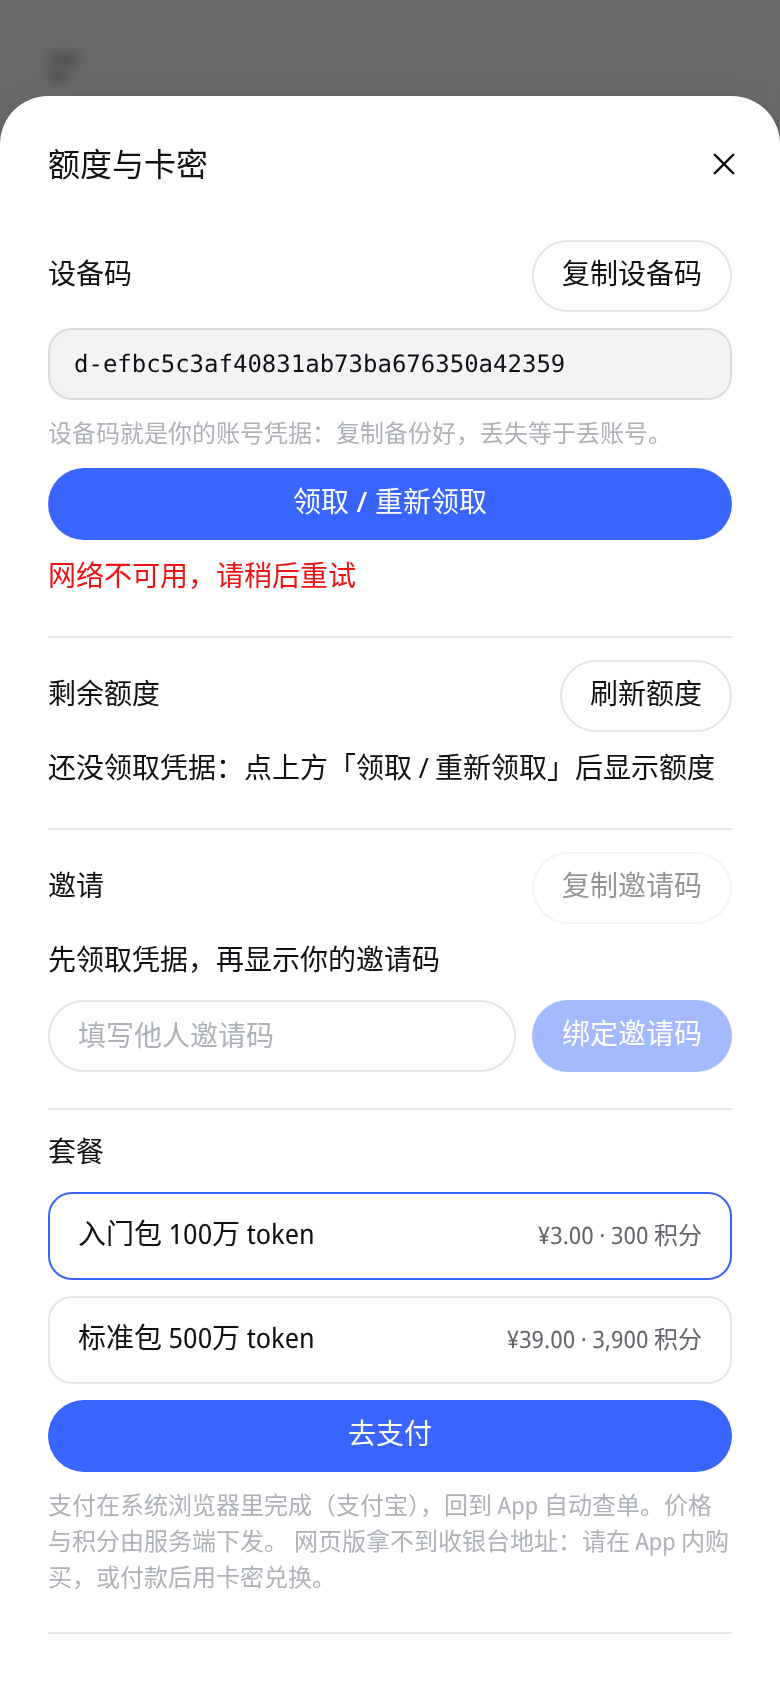 额度与卡密
设备码
复制设备码
d-efbc5c3af40831ab73ba676350a42359
设备码就是你的账号凭据：复制备份好，丢失等于丢账号。
领取 / 重新领取
网络不可用，请稍后重试
剩余额度
刷新额度
还没领取凭据：点上方「领取 / 重新领取」后显示额度
邀请
复制邀请码
先领取凭据，再显示你的邀请码
填写他人邀请码
绑定邀请码
套餐
入门包 100万 token
¥3.00 · 300 积分
标准包 500万 token
¥39.00 · 3,900 积分
去支付
支付在系统浏览器里完成（支付宝），回到 App 自动查单。价格
与积分由服务端下发。 网页版拿不到收银台地址：请在 App 内购
买，或付款后用卡密兑换。